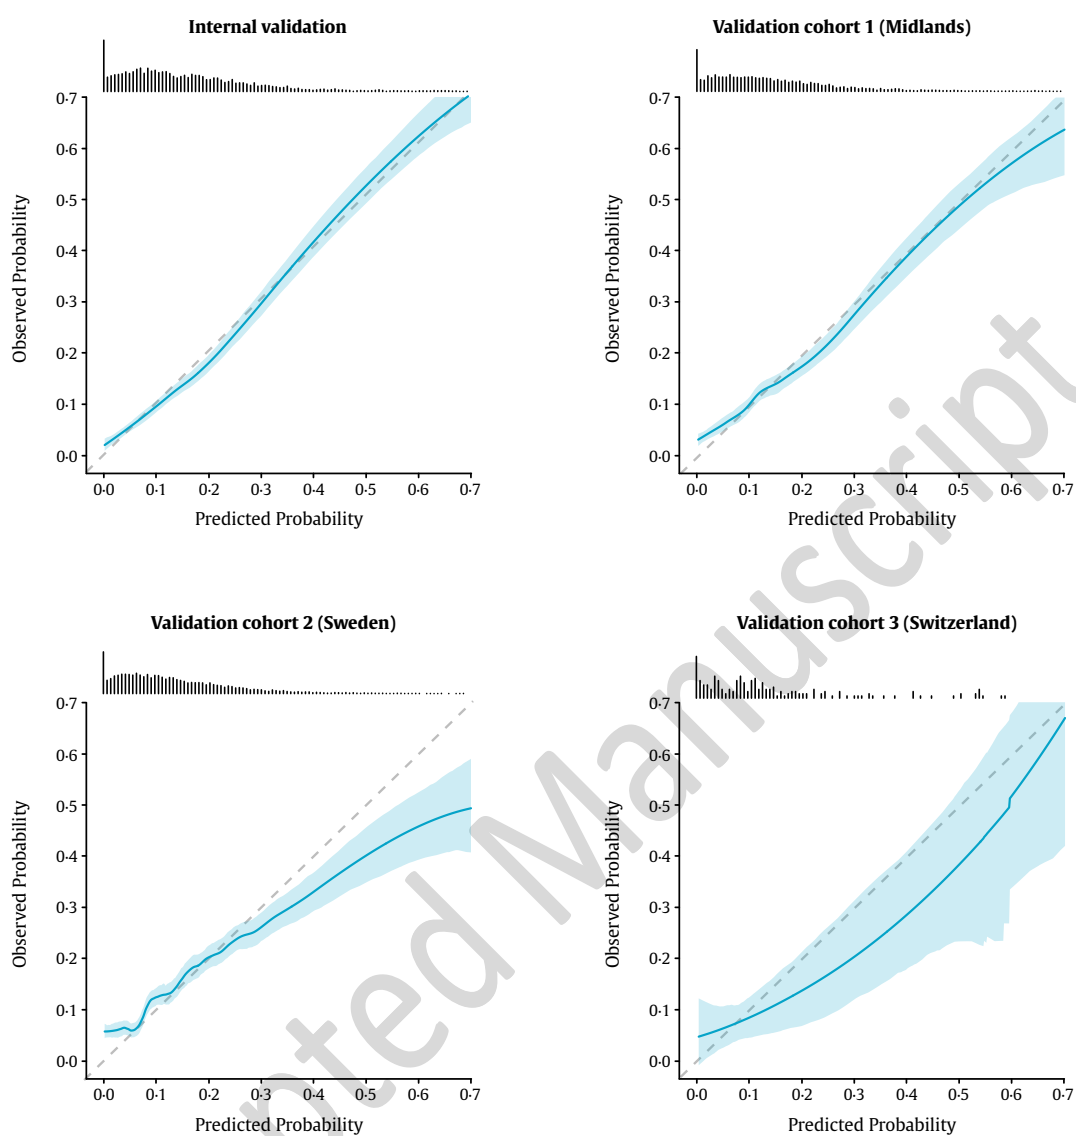 Internal validation
0·7
0·6
0·5
0·4
0·3
0·2
0·1
0·0
Observed Probability
0·0 0·1 0·2 0·3 0·4 0·5 0·6 0·7
Predicted Probability
Validation cohort 1 (Midlands)
0·7
0·6
0·5
0·4
0·3
0·2
0·1
0·0
Observed Probability
0·0 0·1 0·2 0·3 0·4 0·5 0·6 0·7
Predicted Probability
Validation cohort 2 (Sweden)
0·7
0·6
0·5
0·4
0·3
0·2
0·1
0·0
Observed Probability
0·0 0·1 0·2 0·3 0·4 0·5 0·6 0·7
Predicted Probability
Validation cohort 3 (Switzerland)
0·7
0·6
0·5
0·4
0·3
0·2
0·1
0·0
Observed Probability
0·0 0·1 0·2 0·3 0·4 0·5 0·6 0·7
Predicted Probability
pted Manuscript